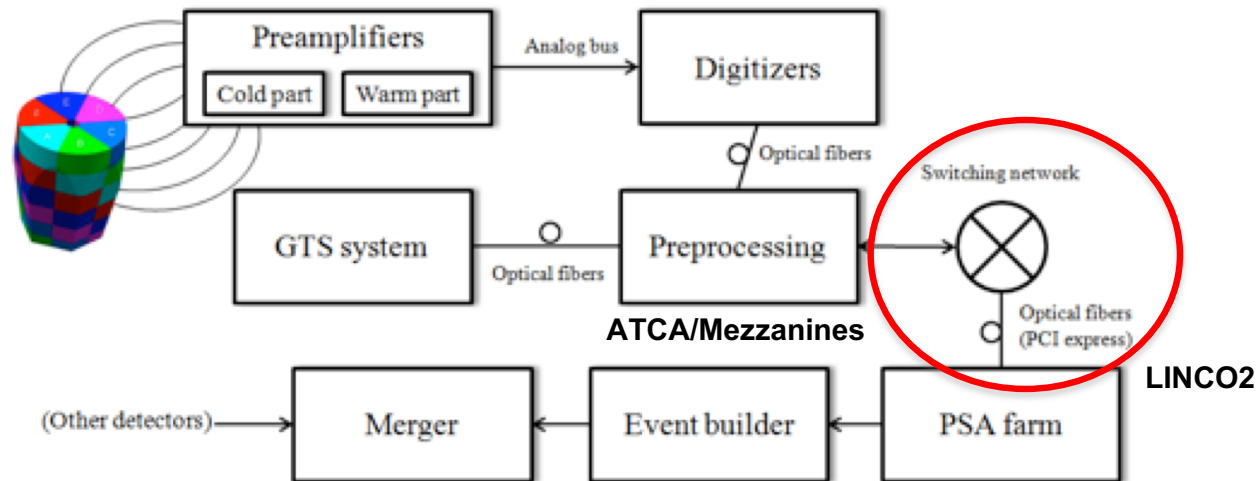 Preamplifiers
Cold part
Warm part
Analog bus
Digitizers
E
F
D
A
B
C
Optical fibers
Switching network
GTS system
Optical fibers
Preprocessing
ATCA/Mezzanines
Optical fibers
(PCI express)
LINCO2
(Other detectors)
Merger
Event builder
PSA farm